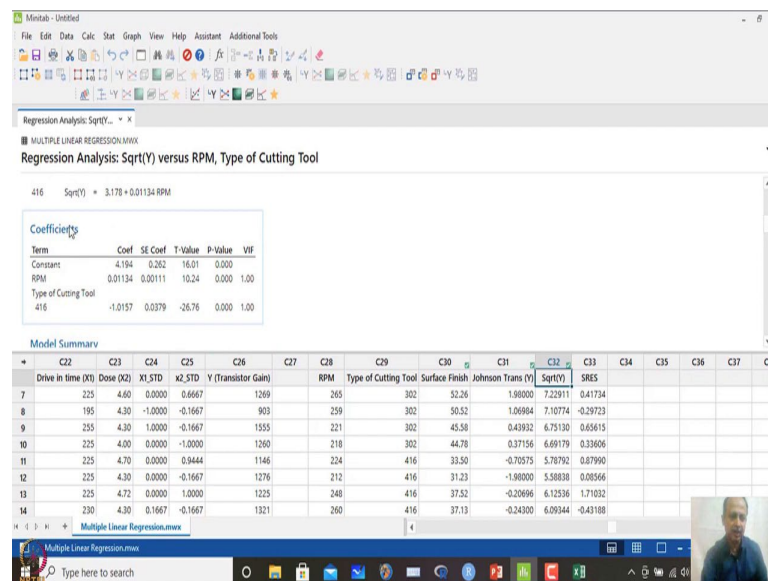 Minitab - Untitled
File Edit Data Calc Stat Graph View Help Assistant Additional Tools
Regression Analysis: Sqrt(Y...
MULTIPLE LINEAR REGRESSION.MWX
Regression Analysis: Sqrt(Y) versus RPM, Type of Cutting Tool
416 Sqrt(Y) = 3.178 + 0.01134 RPM
Coefficients
Term Coef SE Coef T-Value P-Value VIF
Constant 4.194 0.262 16.01 0.000
RPM 0.01134 0.00111 10.24 0.000 1.00
Type of Cutting Tool
416 -1.0157 0.0379 -26.76 0.000 1.00
Model Summary
C22 C23 C24 C25 C26 C27 C28 C29 C30 C31 C32 C33 C34 C35 C36 C37
Drive in time (X1) Dose (X2) X1_STD x2_STD Y (Transistor Gain) RPM Type of Cutting Tool Surface Finish Johnson Trans (Y) Sqrt(Y) SRES
7 225 4.60 0.0000 0.6667 1269 265 302 52.26 1.98000 7.22911 0.41734
8 195 4.30 -1.0000 -0.1667 903 259 302 50.52 1.06984 7.10774 -0.29723
9 255 4.30 1.0000 -0.1667 1555 221 302 45.58 0.43932 6.75130 0.65615
10 225 4.00 0.0000 -1.0000 1260 218 302 44.78 0.37156 6.69179 0.33606
11 225 4.70 0.0000 0.9444 1146 224 416 33.50 -0.70575 5.78792 0.87990
12 225 4.30 0.0000 -0.1667 1276 212 416 31.23 -1.98000 5.58838 0.08566
13 225 4.72 0.0000 1.0000 1225 248 416 37.52 -0.20696 6.12536 1.71032
14 230 4.30 0.1667 -0.1667 1321 260 416 37.13 -0.24300 6.09344 -0.43188
Multiple Linear Regression.mwx
Multiple Linear Regression.mwx
Type here to search